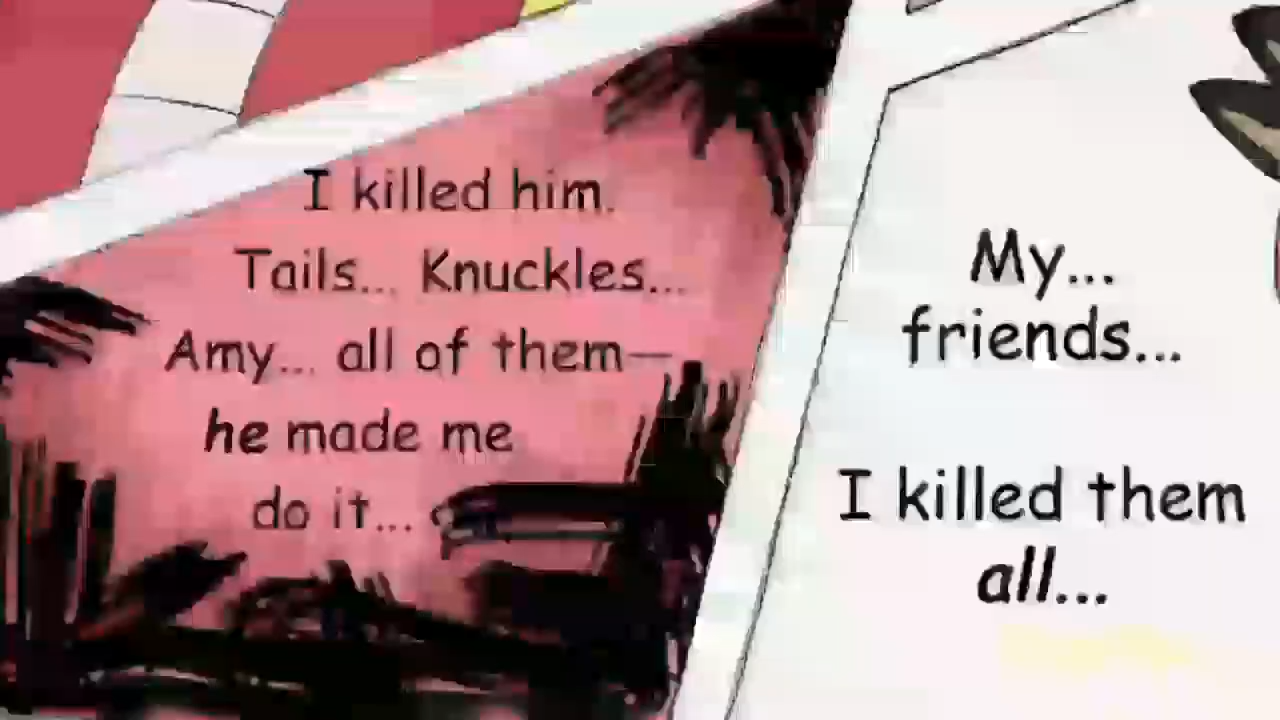 I killed him.
Tails... Knuckles...
Amy... all of them—
he made me
do it...
My...
friends...
I killed them
all...